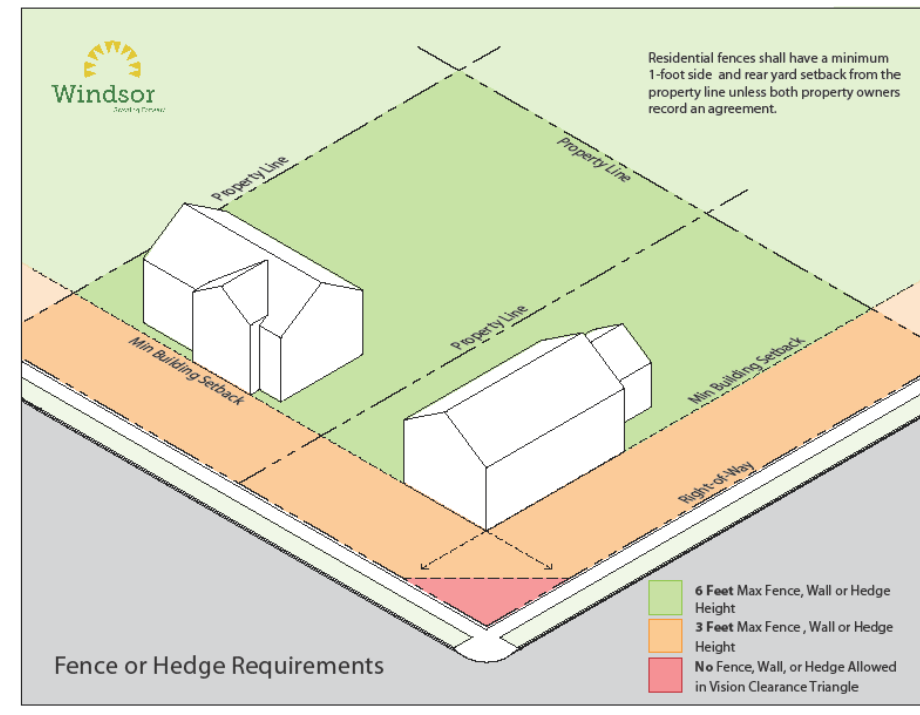 Windsor
Residential fences shall have a minimum
1-foot side and rear yard setback from the
property line unless both property owners
record an agreement.
Property Line
Property Line
Property Line
Min Building Setback
Min Building Setback
Right-of-Way
6 Feet Max Fence, Wall or Hedge
Height
3 Feet Max Fence , Wall or Hedge
Height
No Fence, Wall, or Hedge Allowed
in Vision Clearance Triangle
Fence or Hedge Requirements